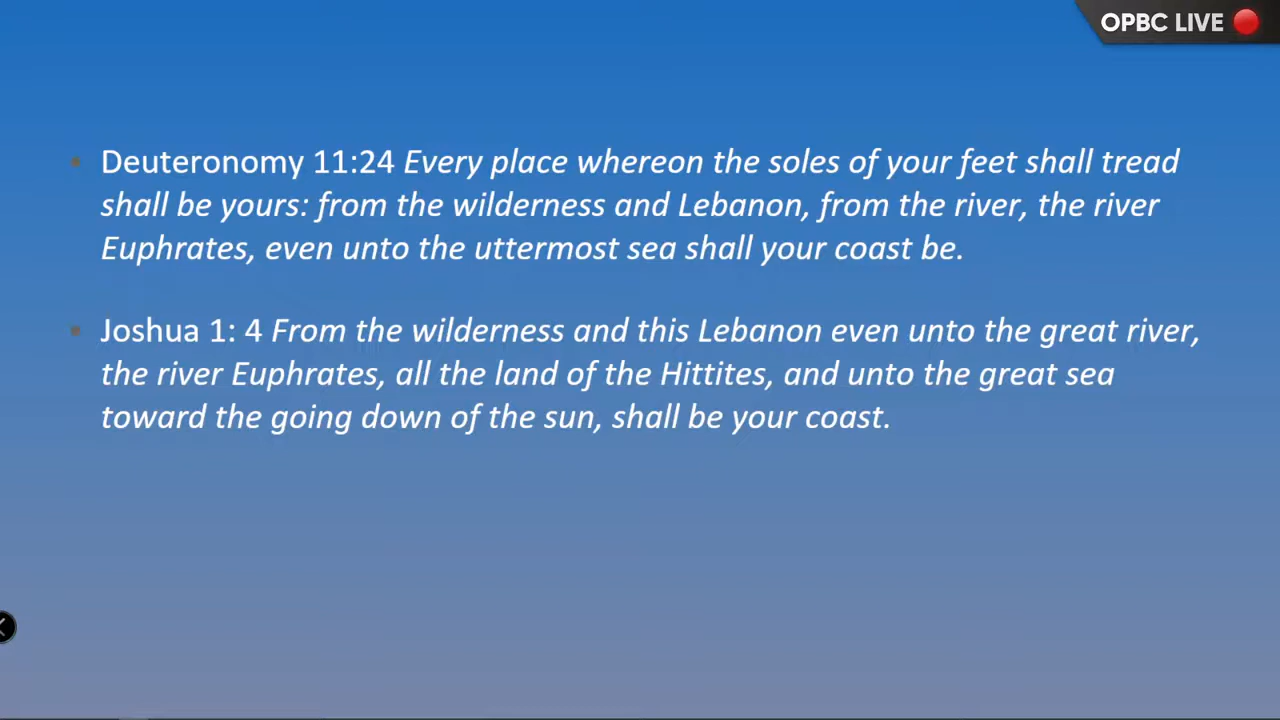 OPBC LIVE
Deuteronomy 11:24 Every place whereon the soles of your feet shall tread
shall be yours: from the wilderness and Lebanon, from the river, the river
Euphrates, even unto the uttermost sea shall your coast be.
Joshua 1: 4 From the wilderness and this Lebanon even unto the great river,
the river Euphrates, all the land of the Hittites, and unto the great sea
toward the going down of the sun, shall be your coast.